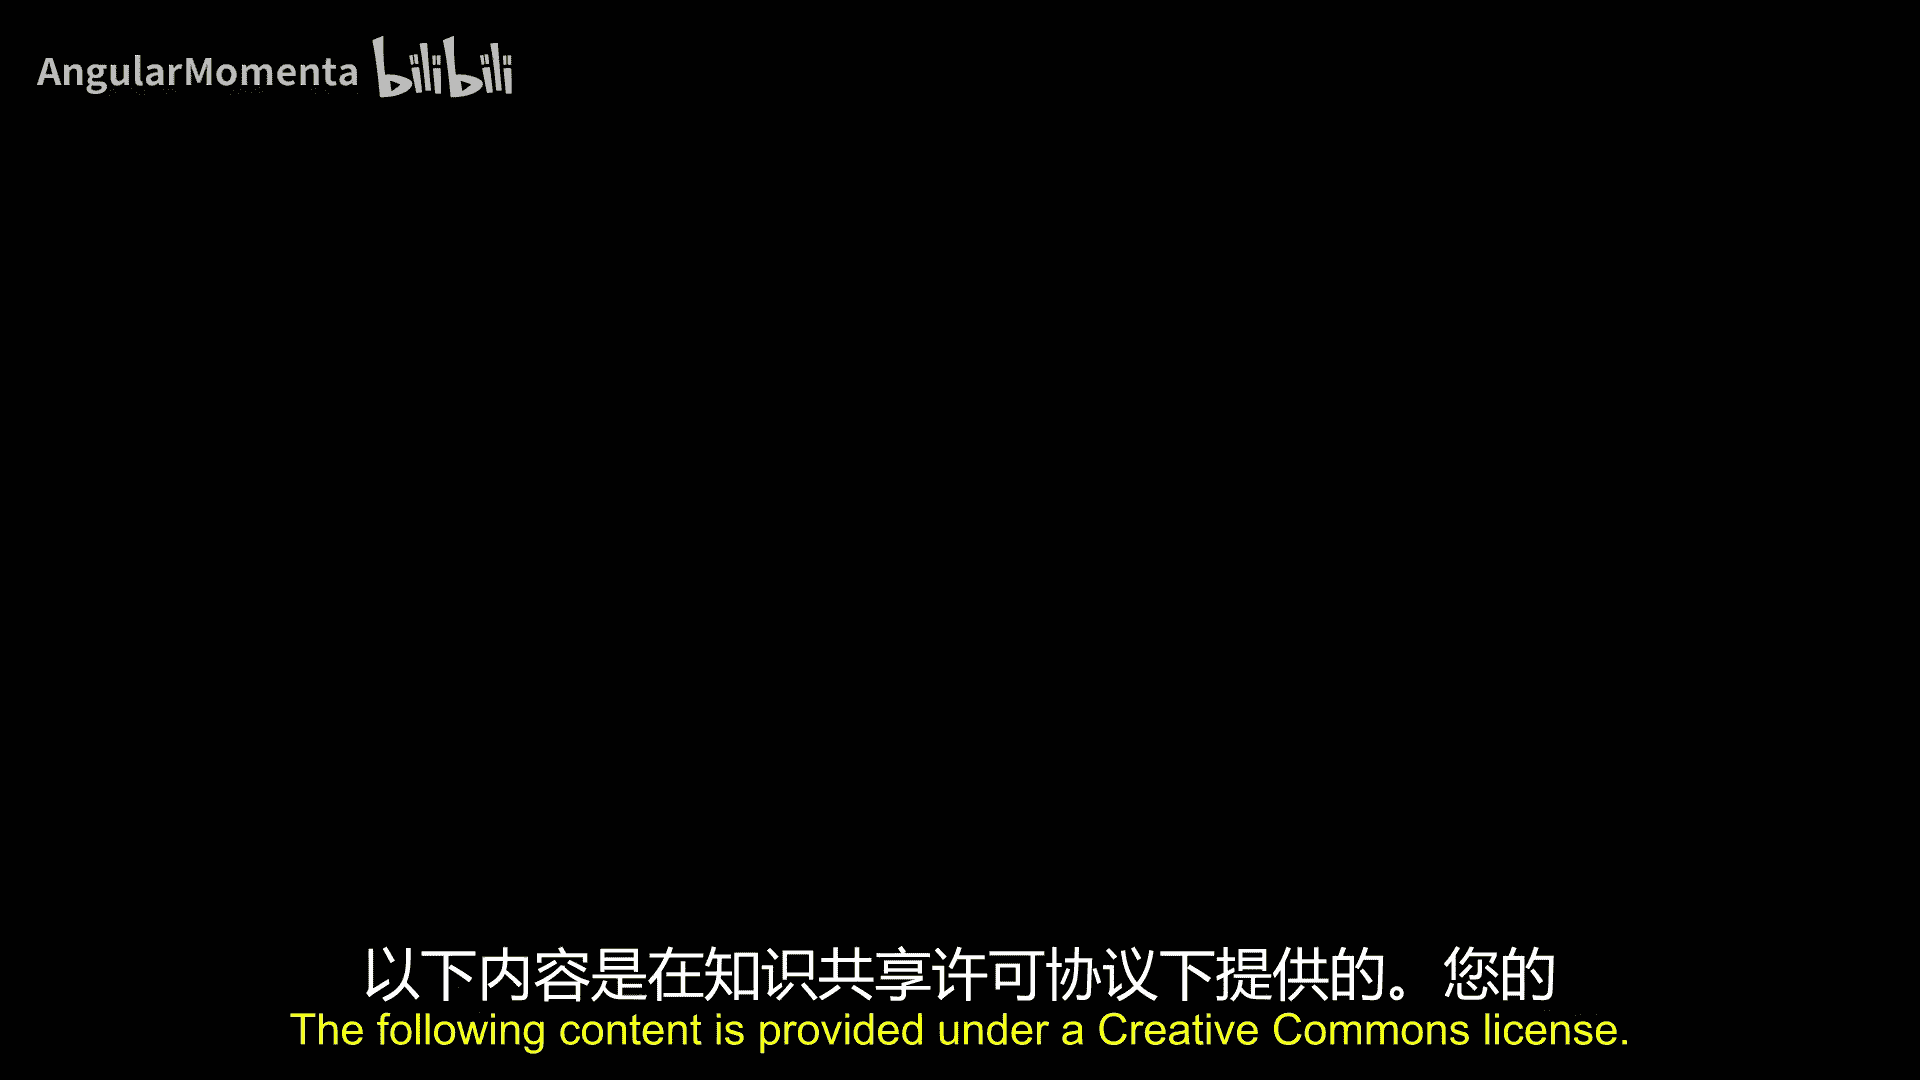 AngularMomenta bilibili
以下内容是在知识共享许可协议下提供的。您的
The following content is provided under a Creative Commons license.